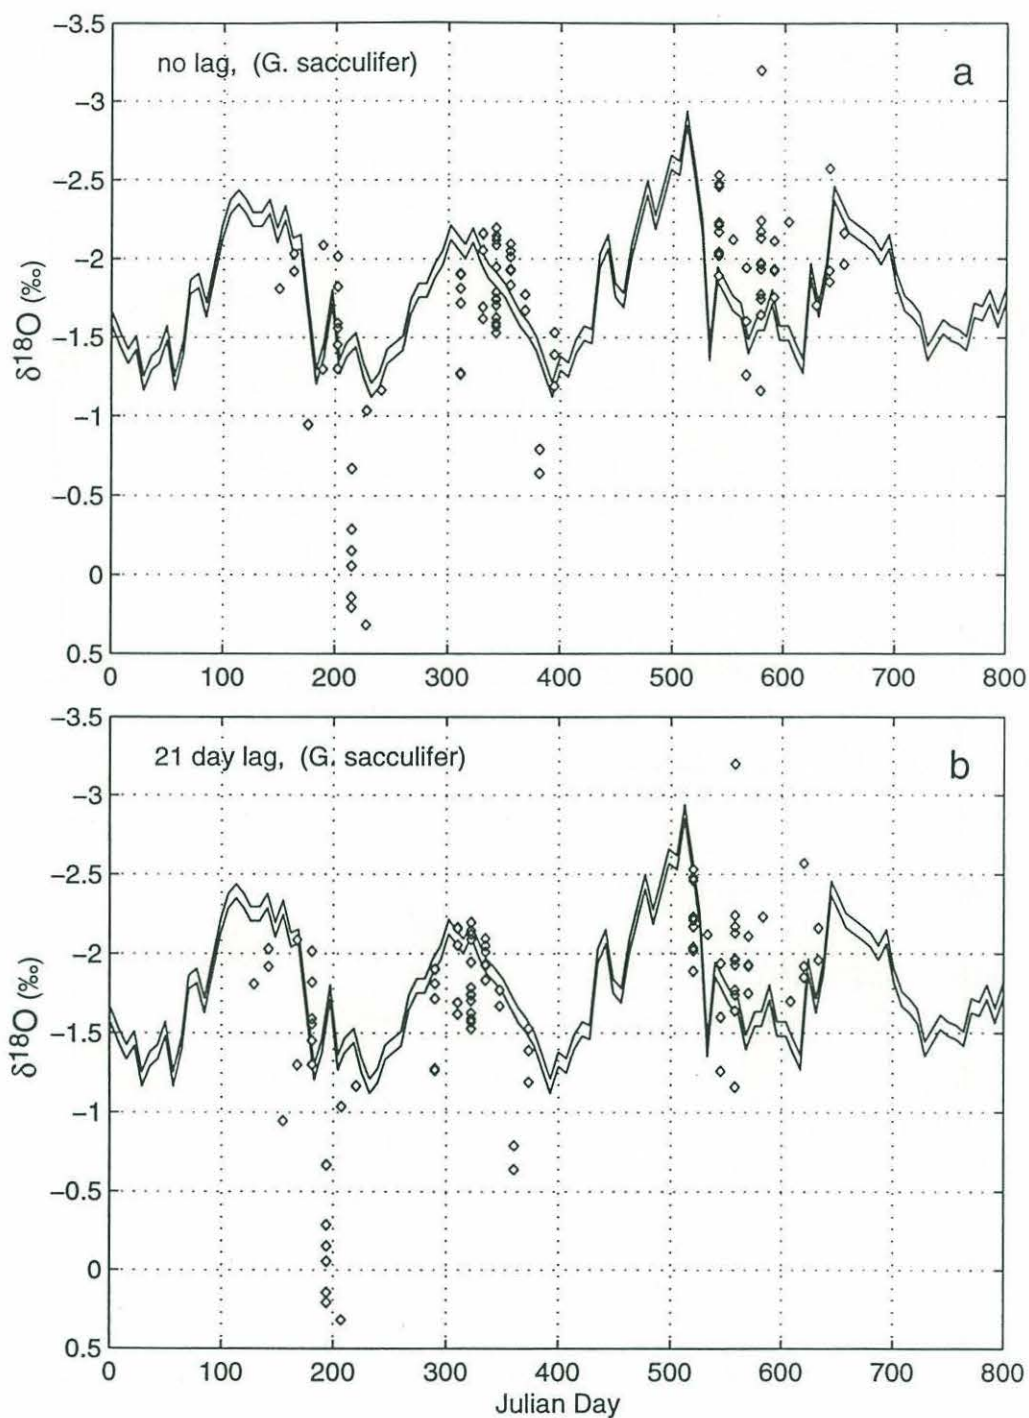 −3.5
no lag, (G. sacculifer)
a
−3
−2.5
−2
−1.5
−1
−0.5
0
0.5
δ18O (‰)
0 100 200 300 400 500 600 700 800
−3.5
21 day lag, (G. sacculifer)
b
−3
−2.5
−2
−1.5
−1
−0.5
0
0.5
δ18O (‰)
0 100 200 300 400 500 600 700 800
Julian Day